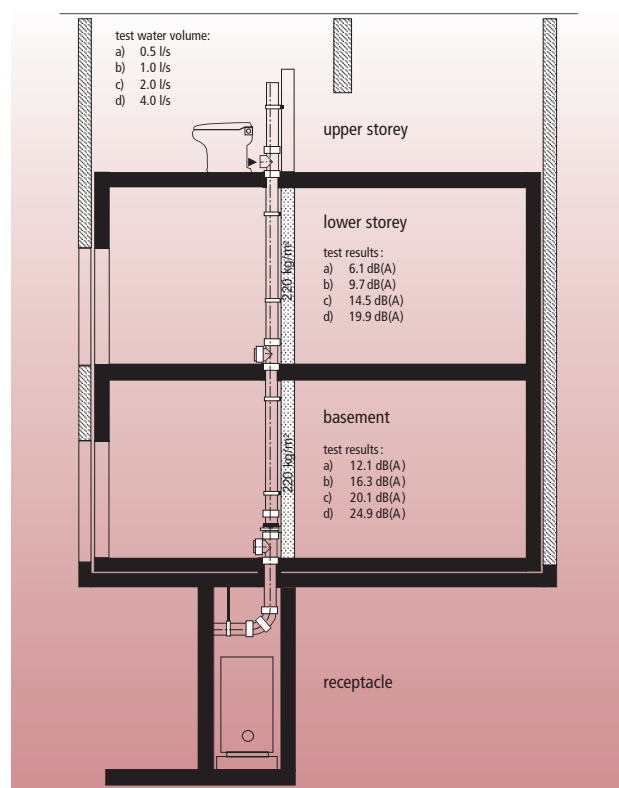 test water volume:
a) 0.5 l/s
b) 1.0 l/s
c) 2.0 l/s
d) 4.0 l/s
upper storey
lower storey
test results:
a) 6.1 dB(A)
b) 9.7 dB(A)
c) 14.5 dB(A)
d) 19.9 dB(A)
220 kg/m²
basement
test results:
a) 12.1 dB(A)
b) 16.3 dB(A)
c) 20.1 dB(A)
d) 24.9 dB(A)
220 kg/m²
receptacle